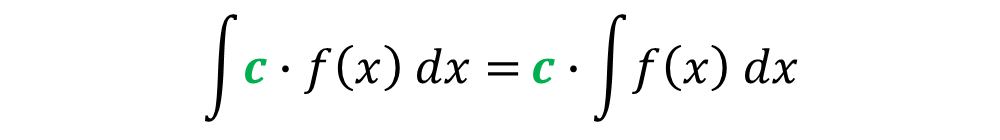 ∫c · f(x) dx = c · ∫f(x) dx